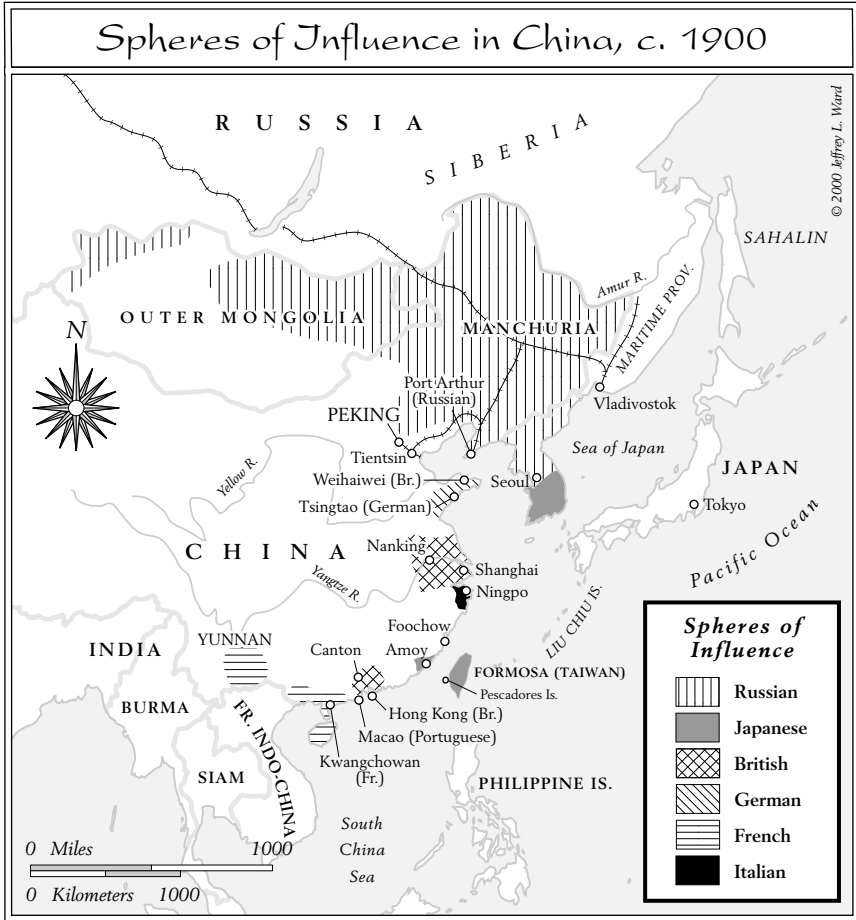 Spheres of Influence in China, c. 1900
© 2000 Jeffrey L. Ward
RUSSIA
SIBERIA
SAHALIN
Amur R.
MARITIME PROV.
OUTER MONGOLIA
MANCHURIA
N
Port Arthur
(Russian)
Vladivostok
PEKING
Tientsin
Sea of Japan
Yellow R.
Weihaiwei (Br.)
Seoul
JAPAN
Tsingtao (German)
Tokyo
Pacific Ocean
CHINA
Nanking
Shanghai
Yangtze R.
Ningpo
LIU CHIU IS.
Foochow
YUNNAN
INDIA
Canton
Amoy
FORMOSA (TAIWAN)
Pescadores Is.
BURMA
Hong Kong (Br.)
FR. INDO-CHINA
Macao (Portuguese)
Kwangchowan
(Fr.)
SIAM
PHILIPPINE IS.
South
China
Sea
0 Miles 1000
0 Kilometers 1000
Spheres of
Influence
Russian
Japanese
British
German
French
Italian